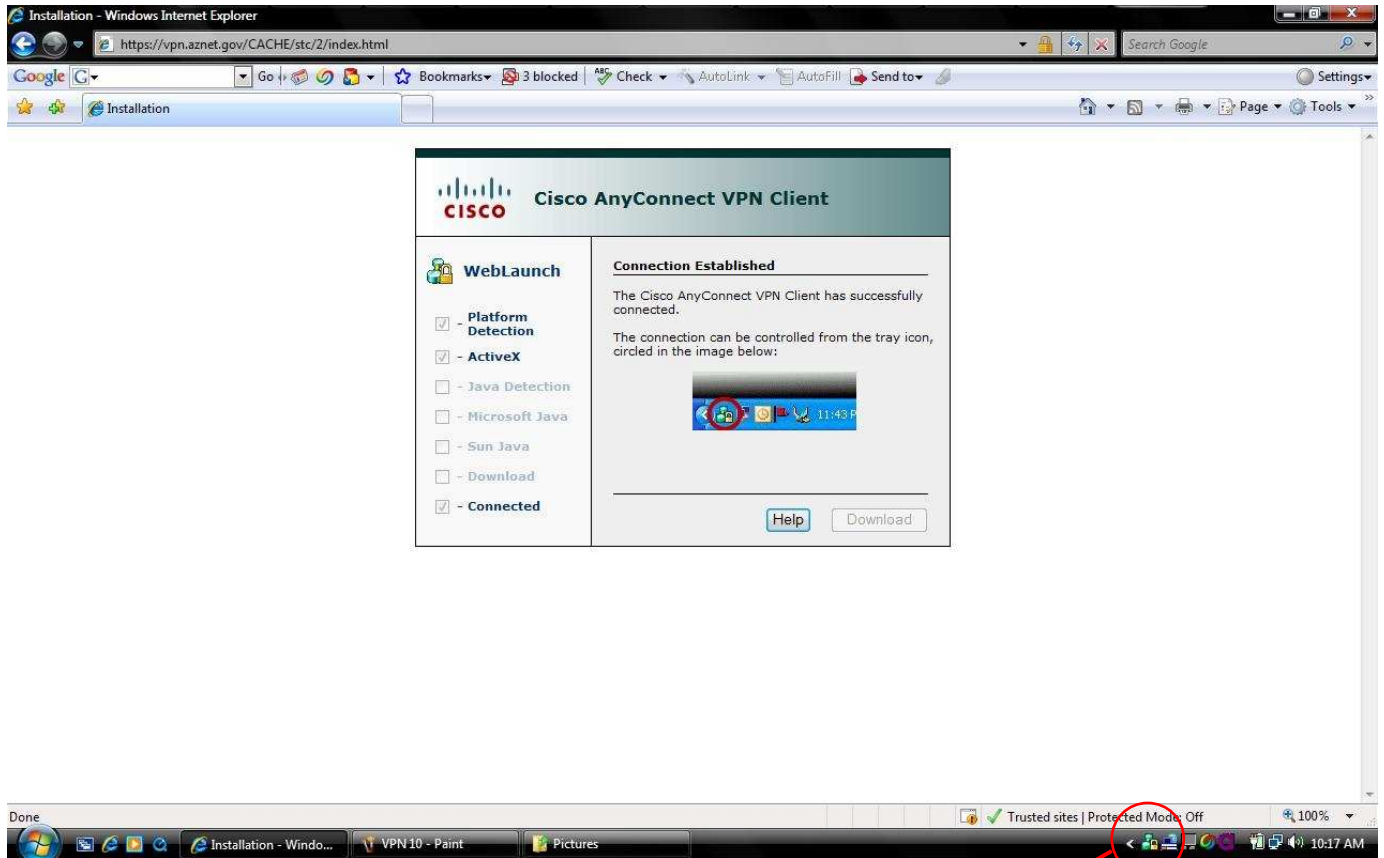 Installation - Windows Internet Explorer
https://vpn.aznet.gov/CACHE/stc/2/index.html
Search Google
Google G Go Bookmarks 3 blocked ABC Check AutoLink AutoFill Send to Settings
Installation
Page Tools
CISCO
Cisco AnyConnect VPN Client
WebLaunch
- Platform Detection
- ActiveX
- Java Detection
- Microsoft Java
- Sun Java
- Download
- Connected
Connection Established
The Cisco AnyConnect VPN Client has successfully
connected.
The connection can be controlled from the tray icon,
circled in the image below:
11:43 P
Help
Download
Done
Trusted sites | Protected Mode: Off
100%
Installation - Windo...
VPN 10 - Paint
Pictures
10:17 AM